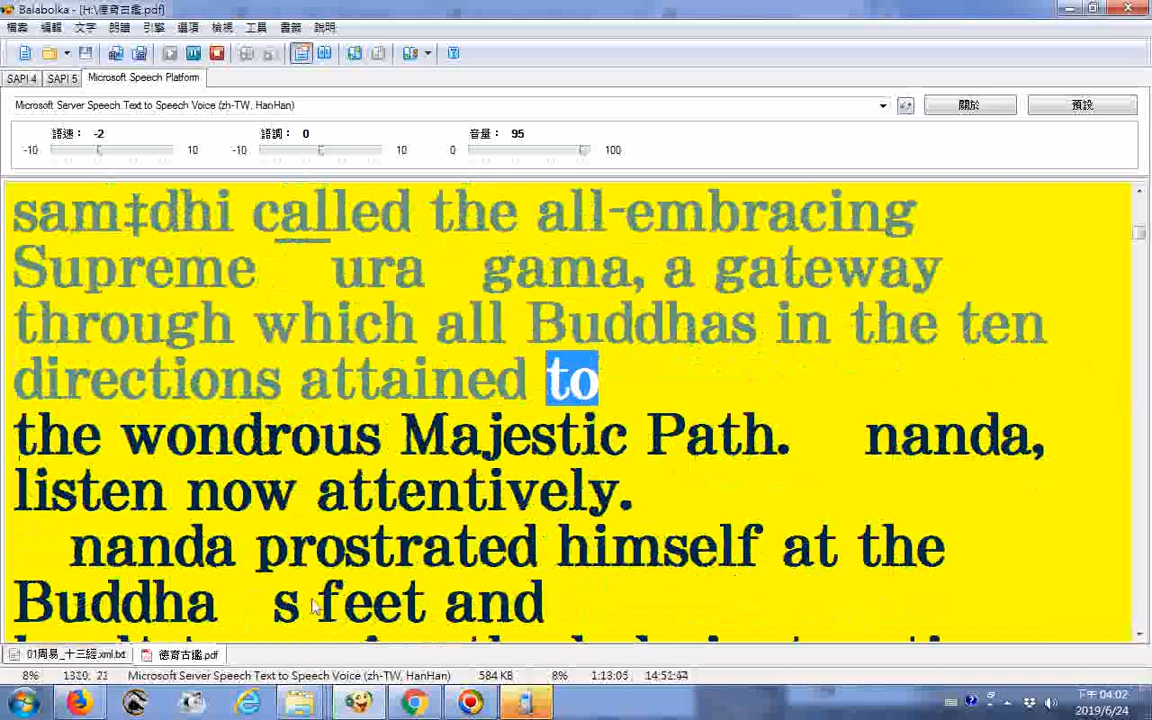 Balabolka - [H:\德育古鑑.pdf]
檔案 編輯 文字 朗讀 引擎 選項 檢視 工具 書籤 說明
SAPI 4 SAPI 5 Microsoft Speech Platform
Microsoft Server Speech Text to Speech Voice (zh-TW, HanHan) 關於 預設
語速： -2 語調： 0 音量： 95
-10 10 -10 10 0 100
sam‡dhi called the all-embracing
Supreme ura gama, a gateway
through which all Buddhas in the ten
directions attained to
the wondrous Majestic Path. nanda,
listen now attentively.
nanda prostrated himself at the
Buddha s feet and
01周易_十三經.xml.txt 德育古鑑.pdf
8% Microsoft Server Speech Text to Speech Voice (zh-TW, HanHan) 584 KB 8% 1:13:05
下午 04:02
2019/6/24